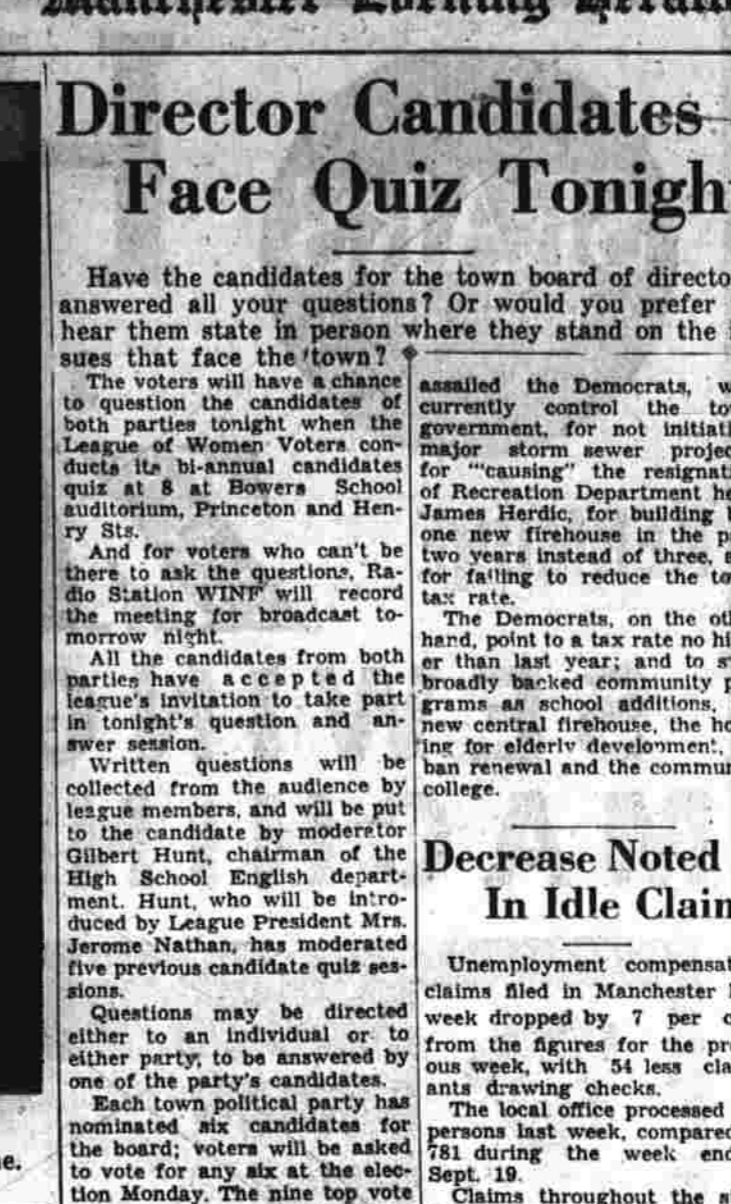 Manchester Evening Herald
Director Candidates
Face Quiz Tonigh
Have the candidates for the town board of directo
answered all your questions? Or would you prefer
hear them state in person where they stand on the i
sues that face the town?
The voters will have a chance
to question the candidates of
both parties tonight when the
League of Women Voters con-
ducts its bi-annual candidates
quiz at 8 at Bowers School
auditorium, Princeton and Hen-
ry Sts.
And for voters who can't be
there to ask the questions, Ra-
dio Station WINF will record
the meeting for broadcast to-
morrow night.
All the candidates from both
parties have accepted the
league's invitation to take part
in tonight's question and an-
swer session.
Written questions will be
collected from the audience by
league members, and will be put
to the candidate by moderator
Gilbert Hunt, chairman of the
High School English depart-
ment. Hunt, who will be intro-
duced by League President Mrs.
Jerome Nathan, has moderated
five previous candidate quiz ses-
sions.
Questions may be directed
either to an individual or to
either party, to be answered by
one of the party's candidates.
Each town political party has
nominated six candidates for
the board; voters will be asked
to vote for any six at the elec-
tion Monday. The nine top vote
assailed the Democrats, w
currently control the to
government, for not initiati
major storm sewer projec
for "'causing" the resignati
of Recreation Department he
James Herdic, for building
one new firehouse in the p
two years instead of three, a
for failing to reduce the to
tax rate.
The Democrats, on the oth
hand, point to a tax rate no hi
er than last year; and to s
broadly backed community p
grams as school additions,
new central firehouse, the ho
ing for elderly development,
ban renewal and the commun
college.
Decrease Noted
In Idle Claim
Unemployment compensat
claims filed in Manchester
week dropped by 7 per c
from the figures for the pre
ous week, with 54 less cla
ants drawing checks.
The local office processed
persons last week, compared
781 during the week end
Sept. 19.
Claims throughout the s
ne.